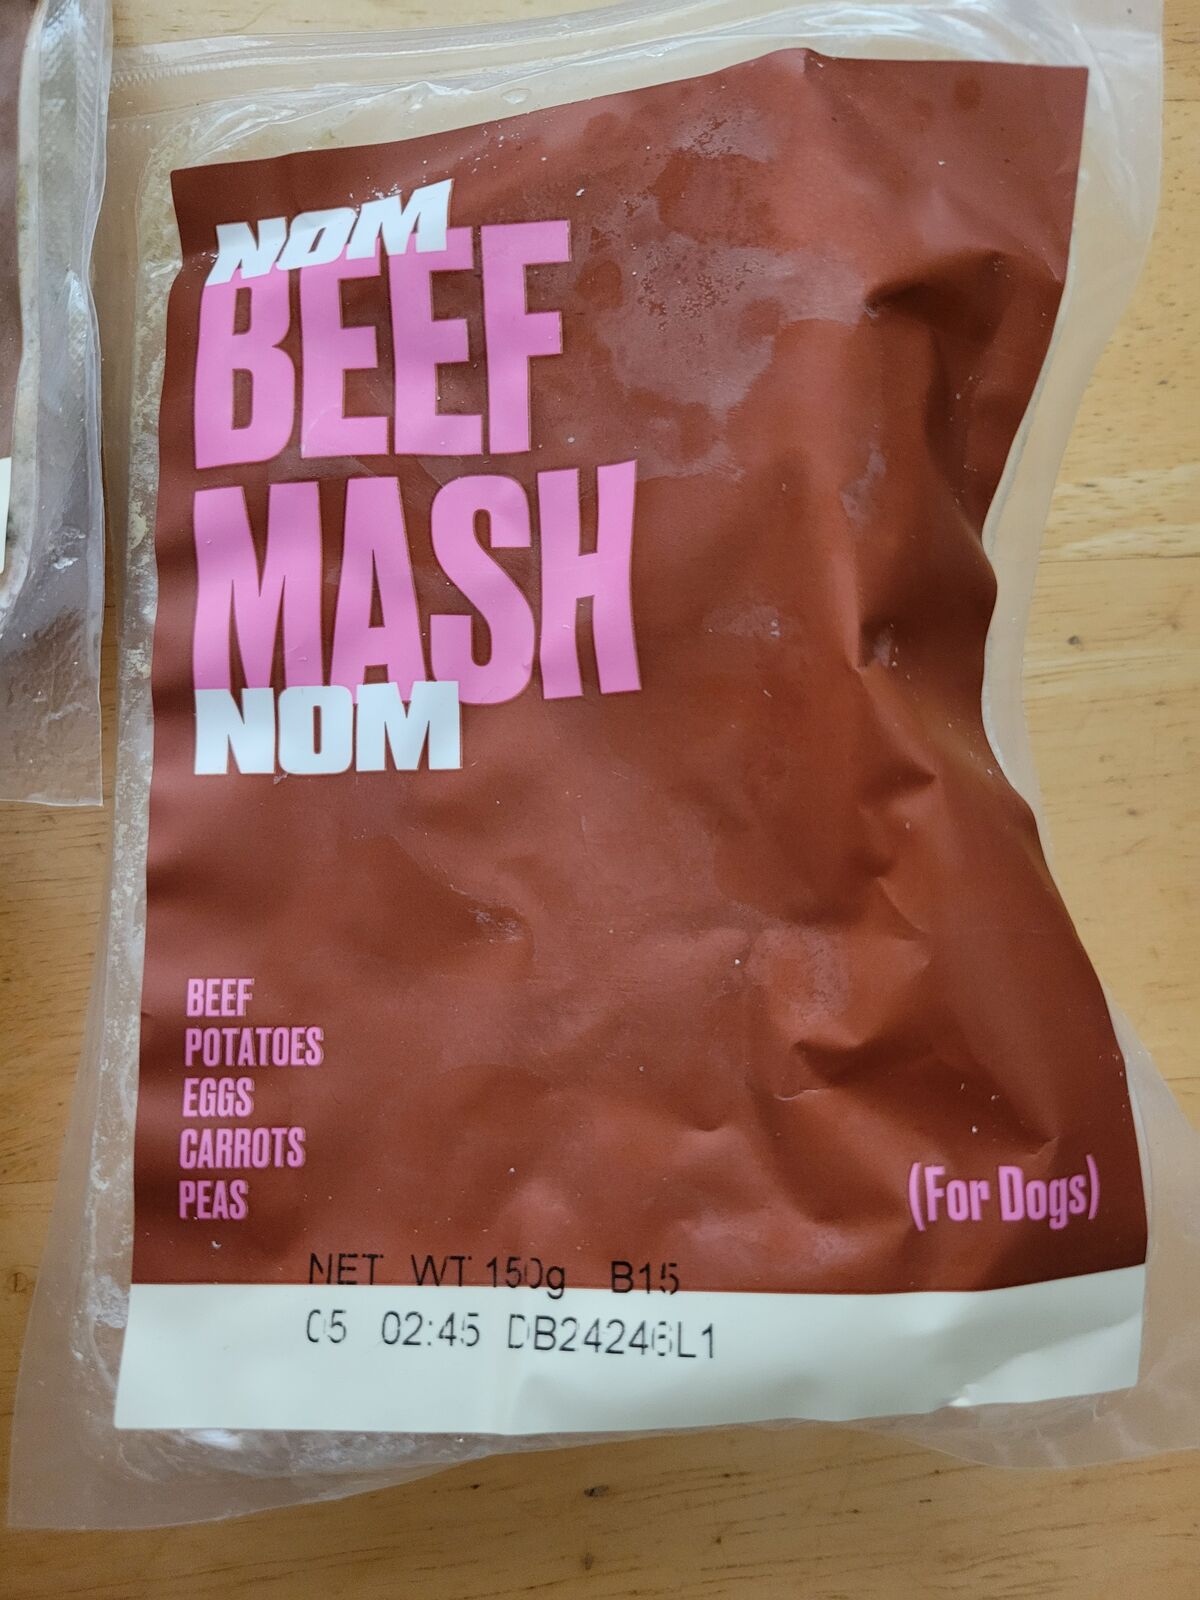 NOM
BEEF
MASH
NOM
BEEF
POTATOES
EGGS
CARROTS
PEAS
(For Dogs)
NET WT 150g B15
05 02:45 DB24246L1